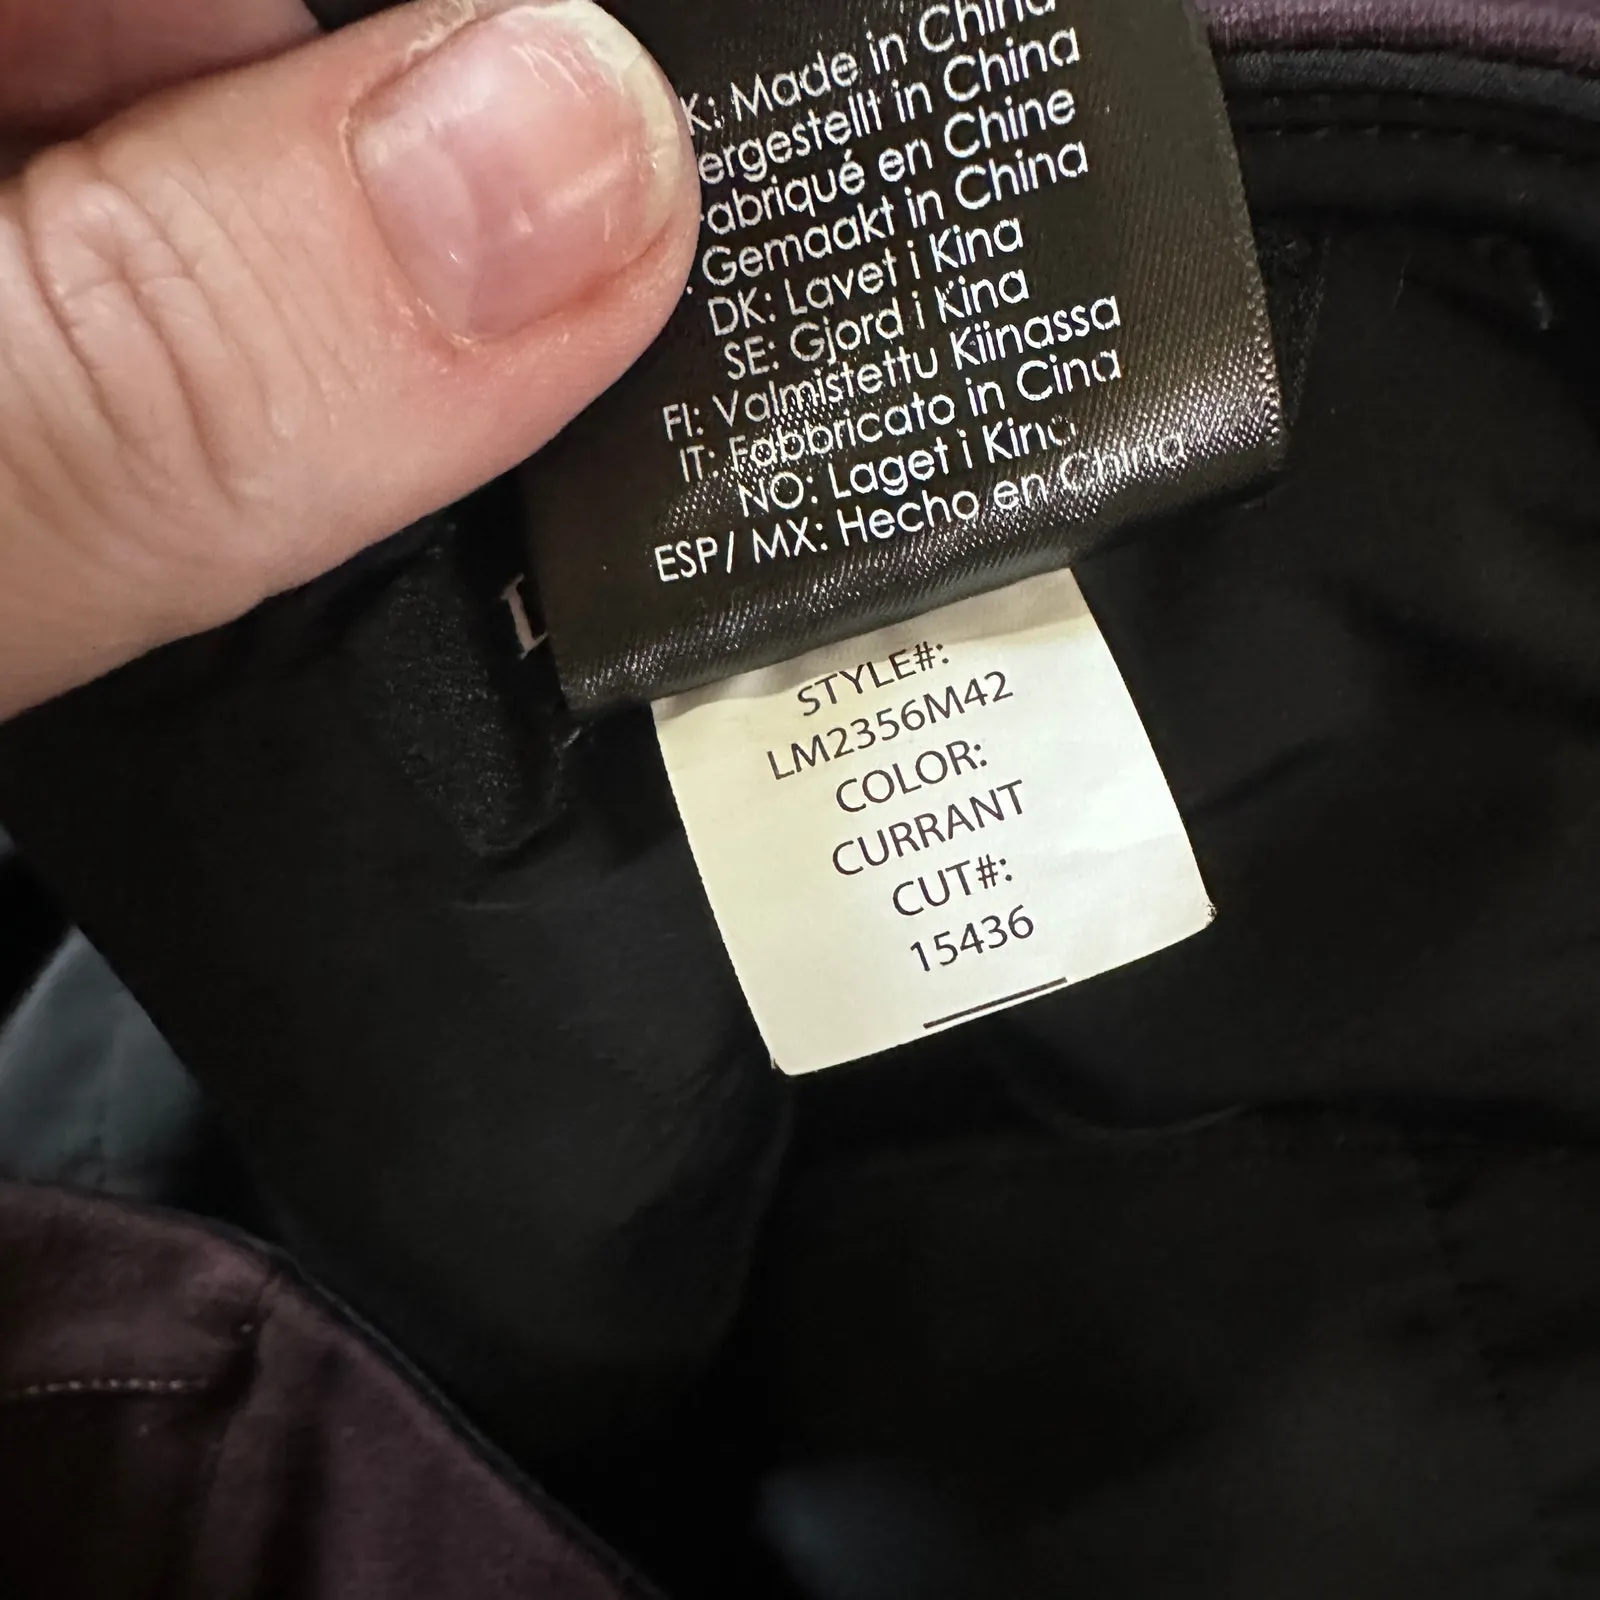 K: Made in China
ergestellt in China
abriqué en Chine
Gemaakt in China
DK: Lavet i Kina
SE: Gjord i Kina
FI: Valmistettu Kiinassa
IT: Fabbricato in Cina
NO: Laget i Kina
ESP/ MX: Hecho en China
L
STYLE#:
LM2356M42
COLOR:
CURRANT
CUT#:
15436